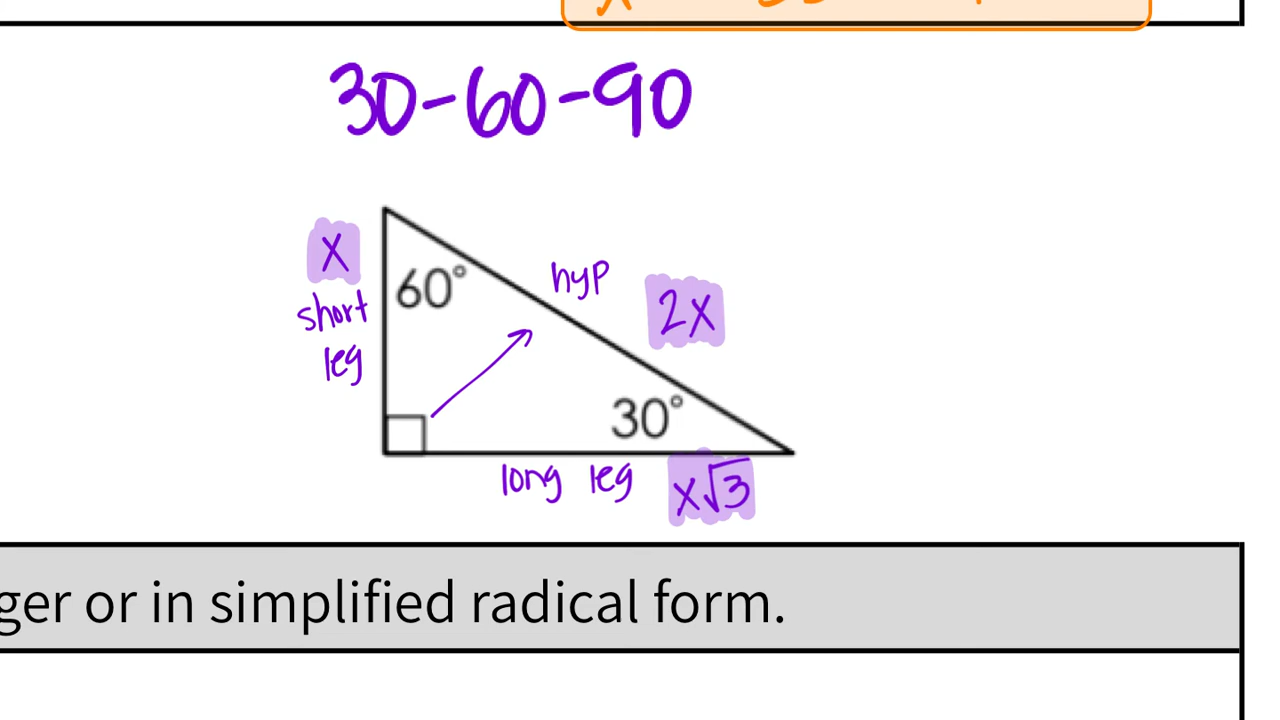 30-60-90
x
60°
hyp
short
2x
leg
30°
long leg x√3
ger or in simplified radical form.